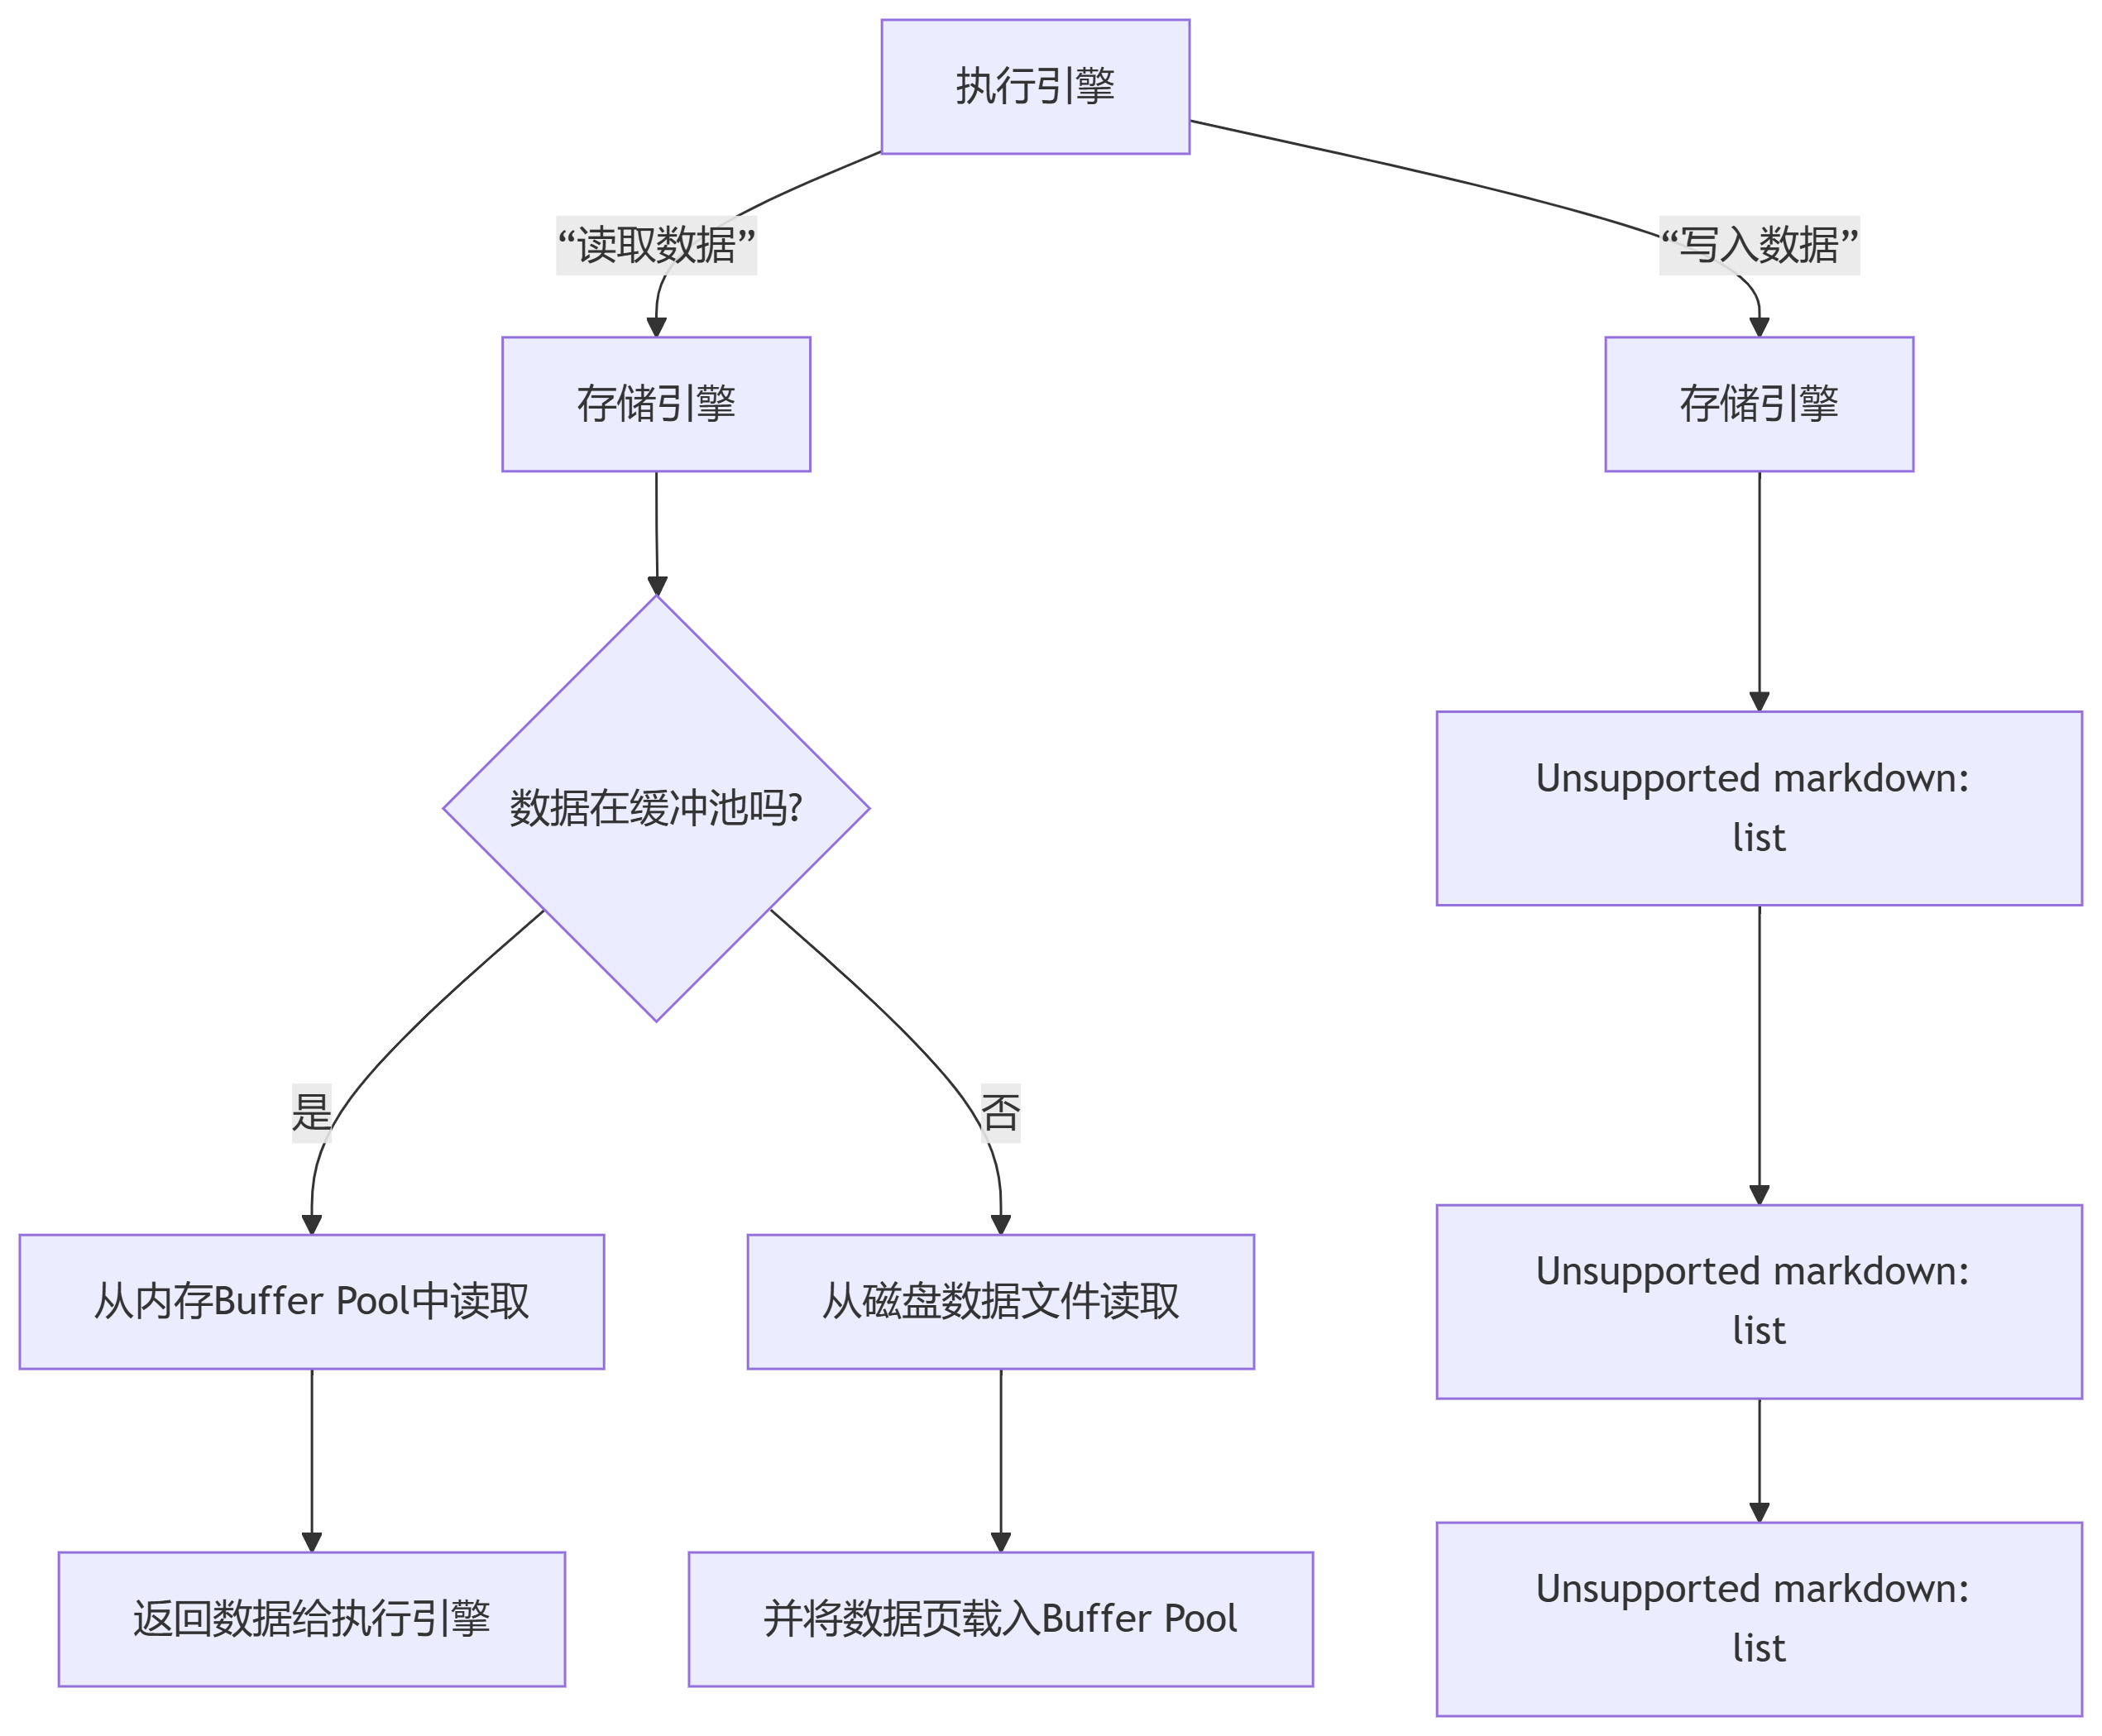 执行引擎
“读取数据”
“写入数据”
存储引擎
存储引擎
数据在缓冲池吗?
Unsupported markdown:
list
是
否
从内存Buffer Pool中读取
从磁盘数据文件读取
Unsupported markdown:
list
返回数据给执行引擎
并将数据页载入Buffer Pool
Unsupported markdown:
list